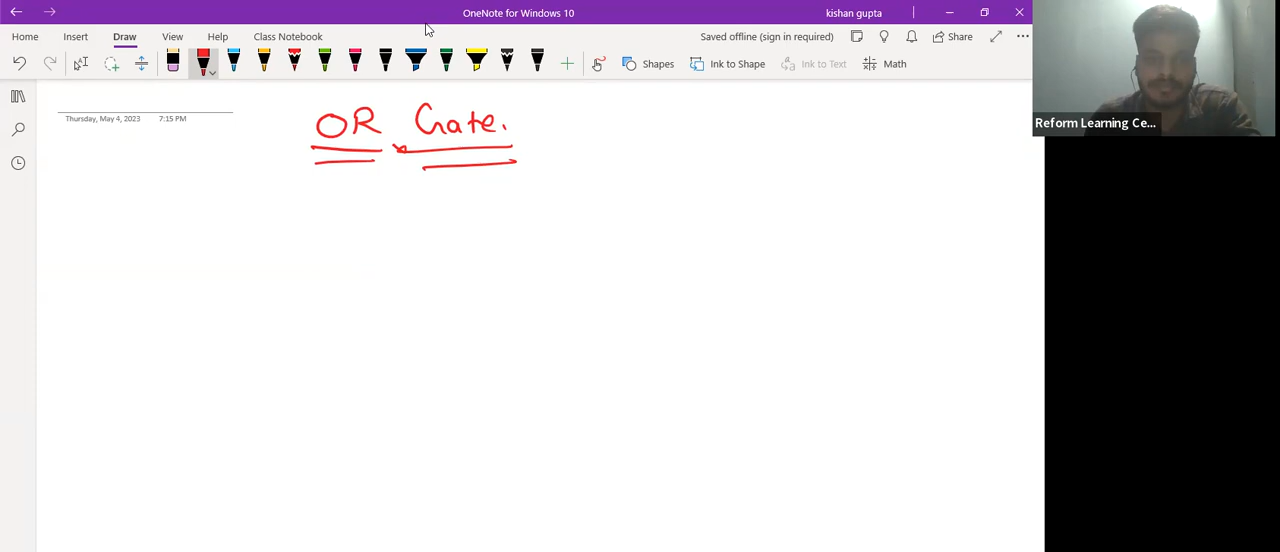 OneNote for Windows 10
kishan gupta
Home Insert Draw View Help Class Notebook
Saved offline (sign in required)
Share
Shapes
Ink to Shape
Ink to Text
Math
Thursday, May 4, 2023 7:15 PM
OR Gate.
Reform Learning Ce...